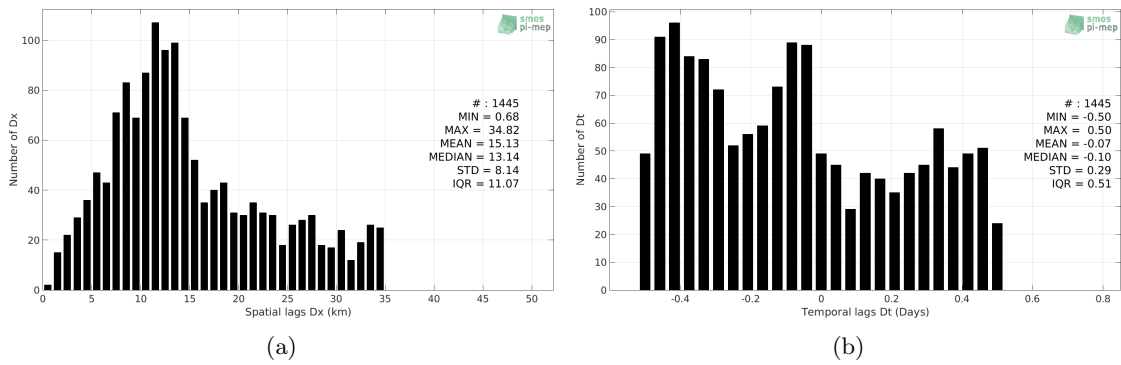 smos
pi-mep
100
80
60
40
20
0
Number of Dx
# : 1445
MIN = 0.68
MAX = 34.82
MEAN = 15.13
MEDIAN = 13.14
STD = 8.14
IQR = 11.07
0 5 10 15 20 25 30 35 40 45 50
Spatial lags Dx (km)
(a)
smos
pi-mep
100
90
80
70
60
50
40
30
20
10
0
Number of Dt
# : 1445
MIN = -0.50
MAX = 0.50
MEAN = -0.07
MEDIAN = -0.10
STD = 0.29
IQR = 0.51
-0.4 -0.2 0 0.2 0.4 0.6 0.8
Temporal lags Dt (Days)
(b)